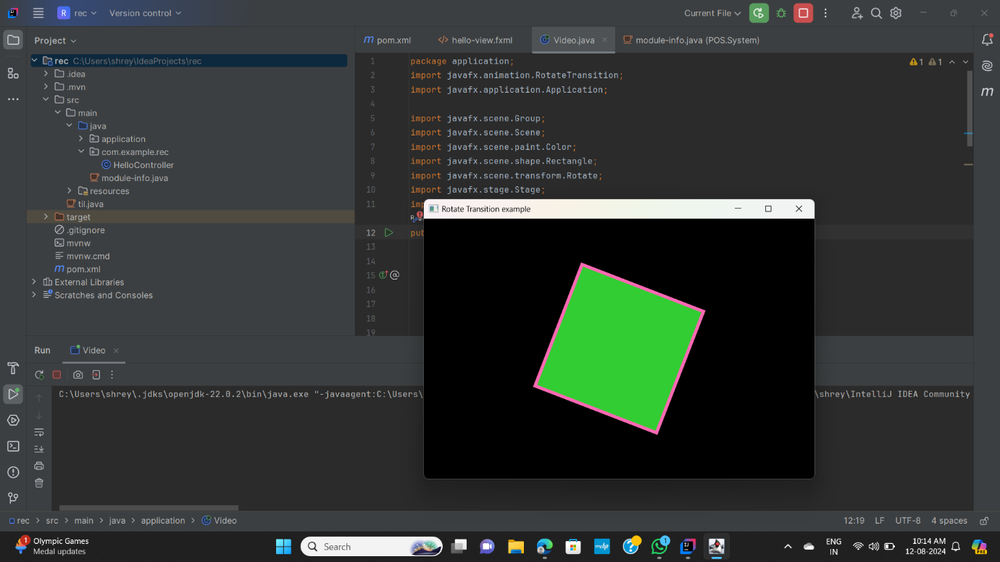 R rec Version control Current File
Project
pom.xml hello-view.fxml Video.java module-info.java (POS.System)
rec C:\Users\shrey\IdeaProjects\rec
.idea
.mvn
src
main
java
application
com.example.rec
HelloController
module-info.java
resources
til.java
target
.gitignore
mvnw
mvnw.cmd
pom.xml
External Libraries
Scratches and Consoles
1 package application;
2 import javafx.animation.RotateTransition;
3 import javafx.application.Application;
4
5 import javafx.scene.Group;
6 import javafx.scene.Scene;
7 import javafx.scene.paint.Color;
8 import javafx.scene.shape.Rectangle;
9 import javafx.scene.transform.Rotate;
10 import javafx.stage.Stage;
11
12
13
14
15
16
17
18
19
1 1
Rotate Transition example
Run Video
C:\Users\shrey\.jdks\openjdk-22.0.2\bin\java.exe "-javaagent:C:\Users\ \shrey\IntelliJ IDEA Community
rec > src > main > java > application > Video 12:19 LF UTF-8 4 spaces
1 Olympic Games
Medal updates
Search
myhp
1
ENG
IN
10:14 AM
12-08-2024
PRE